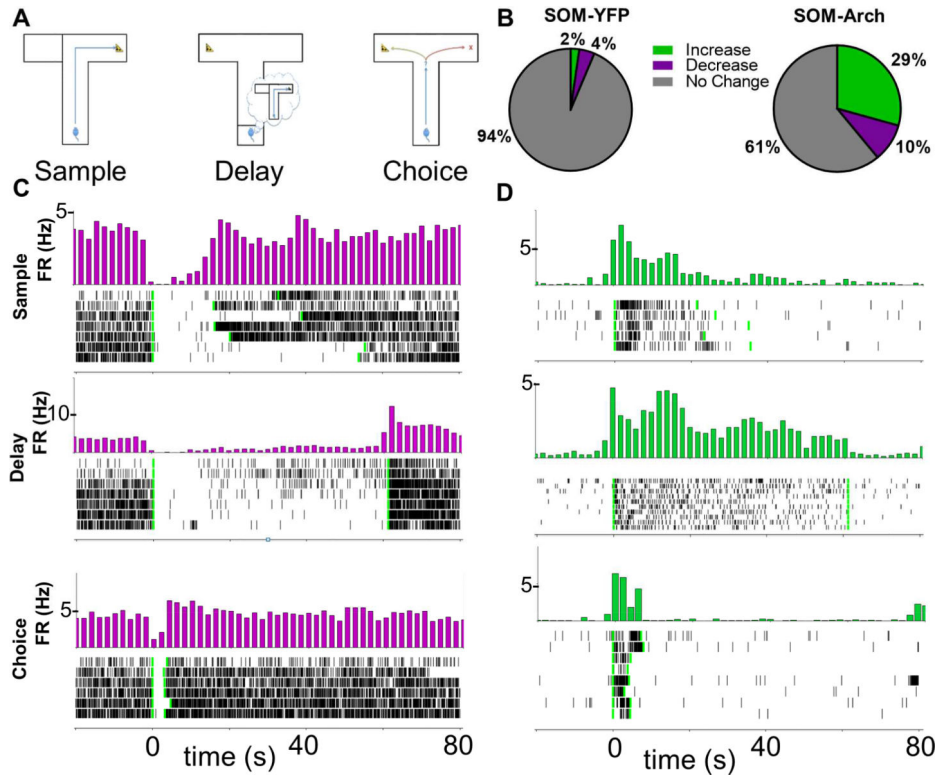 A
Sample
Delay
Choice
x
B
SOM-YFP
SOM-Arch
2%
4%
94%
Increase
Decrease
No Change
29%
10%
61%
C
Sample
FR (Hz)
5
Delay
FR (Hz)
10
Choice
FR (Hz)
5
0
40
80
time (s)
D
5
5
5
0
40
80
time (s)